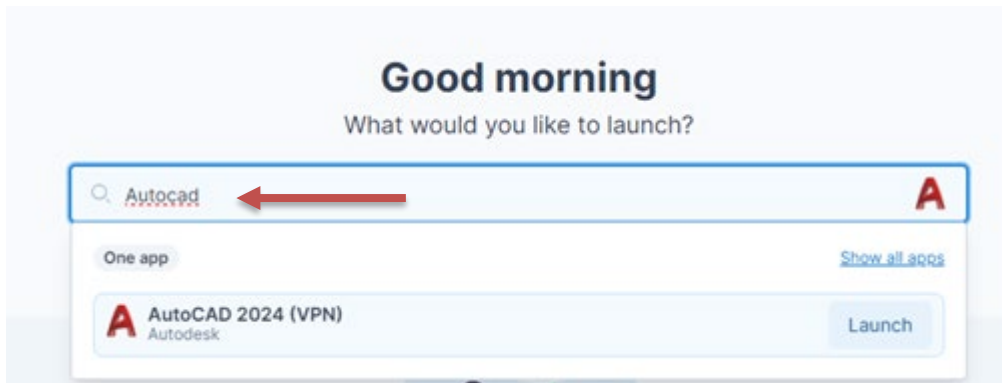 Good morning
What would you like to launch?
Autocad
One app Show all apps
AutoCAD 2024 (VPN)
Autodesk
Launch